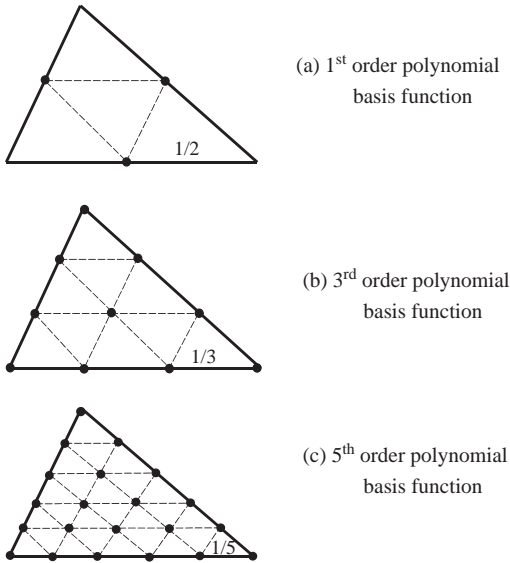 (a) 1st order polynomial
basis function
1/2
(b) 3rd order polynomial
basis function
1/3
(c) 5th order polynomial
basis function
1/5